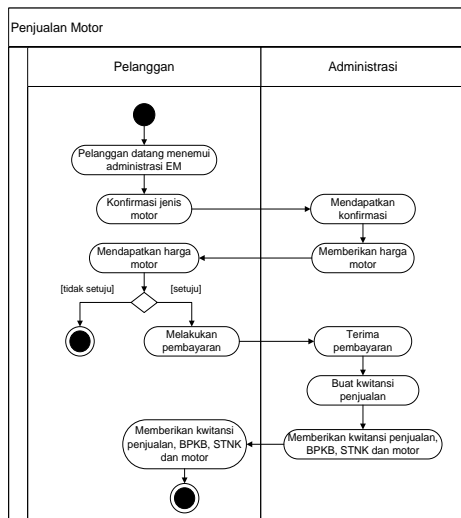 Penjualan Motor
Pelanggan
Administrasi
Pelanggan datang menemui
administrasi EM
Konfirmasi jenis
motor
Mendapatkan
konfirmasi
Mendapatkan harga
motor
Memberikan harga
motor
[tidak setuju]
[setuju]
Melakukan
pembayaran
Terima
pembayaran
Buat kwitansi
penjualan
Memberikan kwitansi
penjualan, BPKB, STNK
dan motor
Memberikan kwitansi penjualan,
BPKB, STNK dan motor